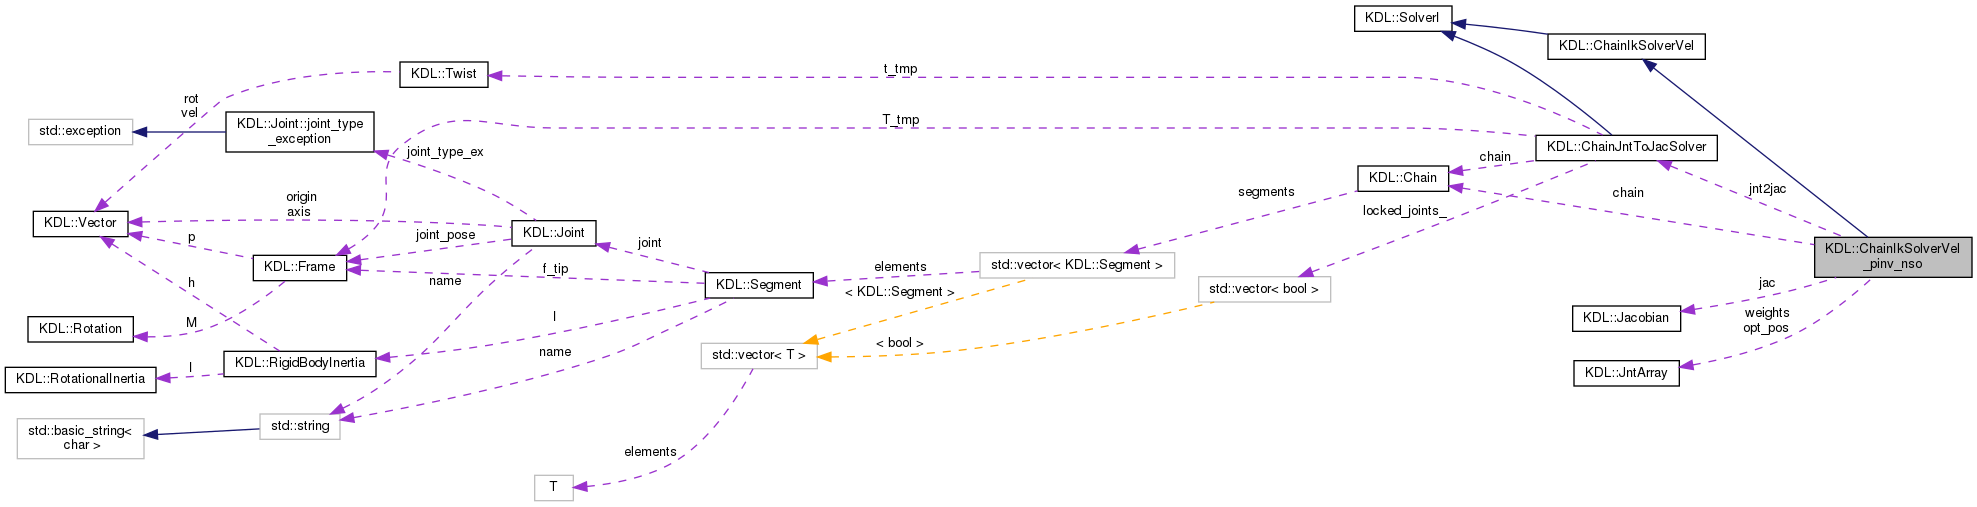 KDL::SolverI
KDL::ChainIkSolverVel
KDL::Twist
t_tmp
rot
vel
std::exception
KDL::Joint::joint_type
_exception
T_tmp
KDL::ChainJntToJacSolver
joint_type_ex
chain
KDL::Chain
segments
jnt2jac
chain
origin
axis
locked_joints_
KDL::Vector
KDL::Joint
p
joint_pose
joint
KDL::ChainIkSolverVel
_pinv_nso
KDL::Frame
f_tip
elements
std::vector< KDL::Segment >
h
name
KDL::Segment
< KDL::Segment >
std::vector< bool >
jac
KDL::Rotation
M
I
weights
opt_pos
KDL::Jacobian
name
std::vector< T >
< bool >
KDL::RotationalInertia
I
KDL::RigidBodyInertia
KDL::JntArray
std::basic_string<
char >
std::string
elements
T